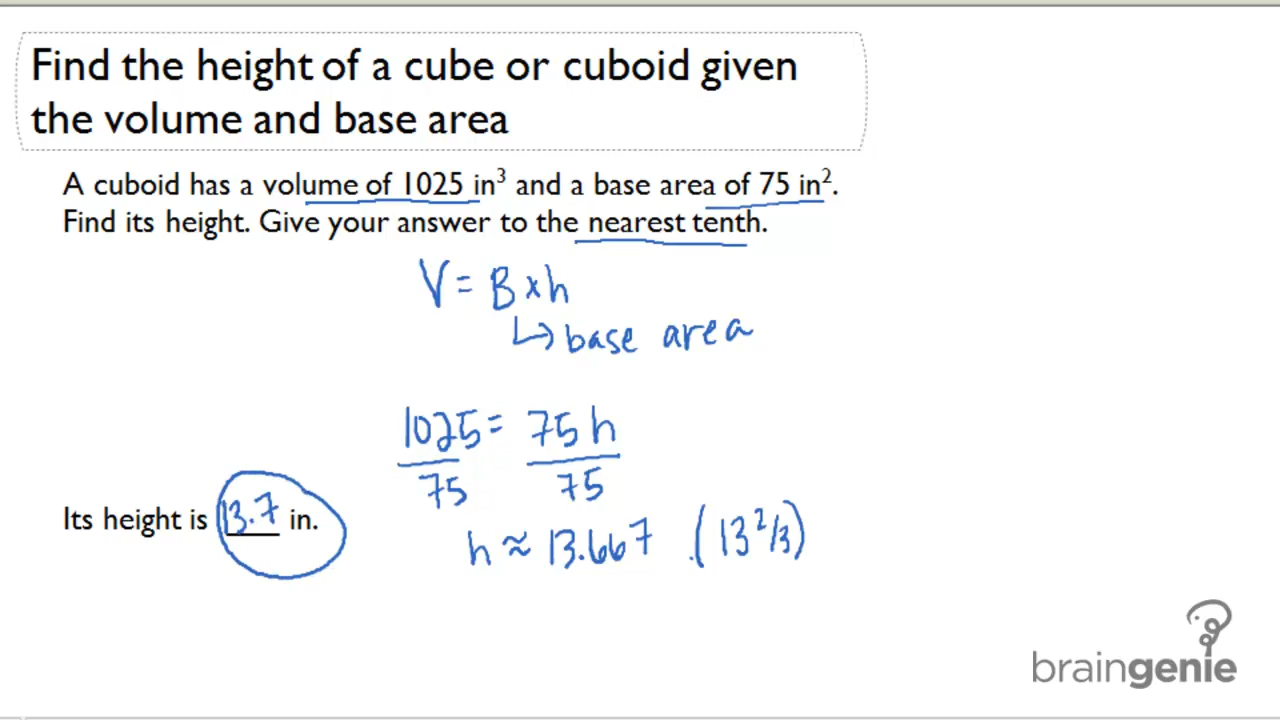 Find the height of a cube or cuboid given
the volume and base area
A cuboid has a volume of 1025 in³ and a base area of 75 in².
Find its height. Give your answer to the nearest tenth.
V = B × h
↳ base area
1025 = 75 h
75 75
h ≈ 13.667 (13 2/3)
Its height is 13.7 in.
braingenie